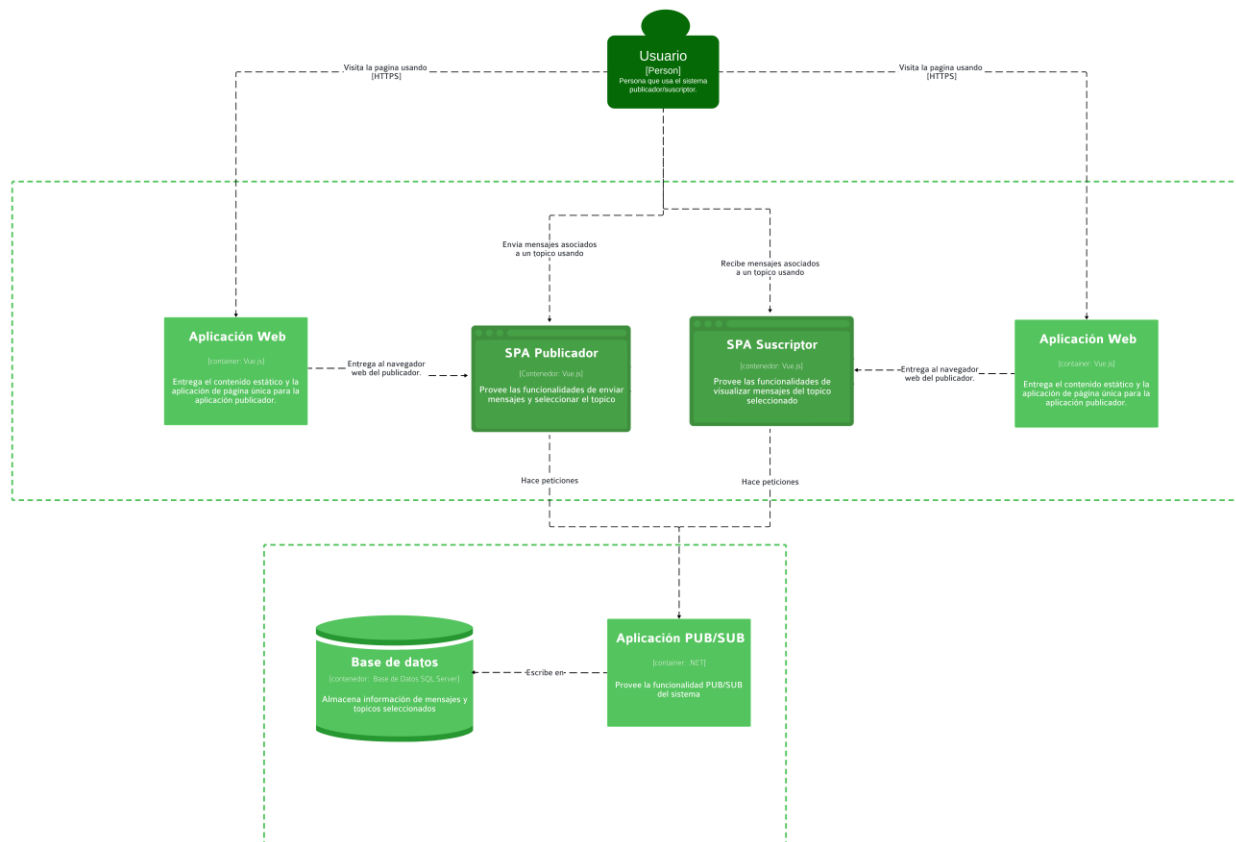 Usuario
[Person]
Persona que usa el sistema
publicador/suscriptor.
Visita la pagina usando
[HTTPS]
Visita la pagina usando
[HTTPS]
Envia mensajes asociados
a un topico usando
Recibe mensajes asociados
a un topico usando
Aplicación Web
[container: Vue.js]
Entrega el contenido estático y la
aplicación de página única para la
aplicación publicador.
Entrega al navegador
web del publicador.
SPA Publicador
[Contenedor: Vue.js]
Provee las funcionalidades de enviar
mensajes y seleccionar el topico
SPA Suscriptor
[contenedor: Vue.js]
Provee las funcionalidades de
visualizar mensajes del topico
seleccionado
Entrega al navegador
web del publicador.
Aplicación Web
[container: Vue.js]
Entrega el contenido estático y la
aplicación de página única para la
aplicación publicador.
Hace peticiones
Hace peticiones
Base de datos
[contenedor: Base de Datos SQL Server]
Almacena información de mensajes y
topicos seleccionados
Escribe en
Aplicación PUB/SUB
[container: .NET]
Provee la funcionalidad PUB/SUB
del sistema